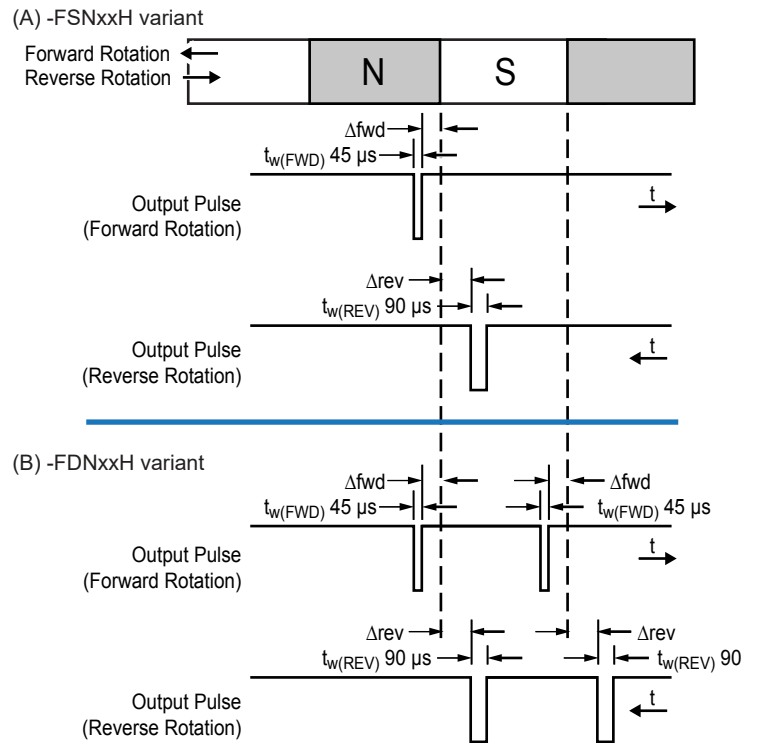 (A) -FSNxxH variant
Forward Rotation
Reverse Rotation
N S
Δfwd
tw(FWD) 45 µs
Output Pulse
(Forward Rotation)
t
Δrev
tw(REV) 90 µs
Output Pulse
(Reverse Rotation)
t
(B) -FDNxxH variant
Δfwd Δfwd
tw(FWD) 45 µs tw(FWD) 45 µs
Output Pulse
(Forward Rotation)
t
Δrev Δrev
tw(REV) 90 µs tw(REV) 90
Output Pulse
(Reverse Rotation)
t